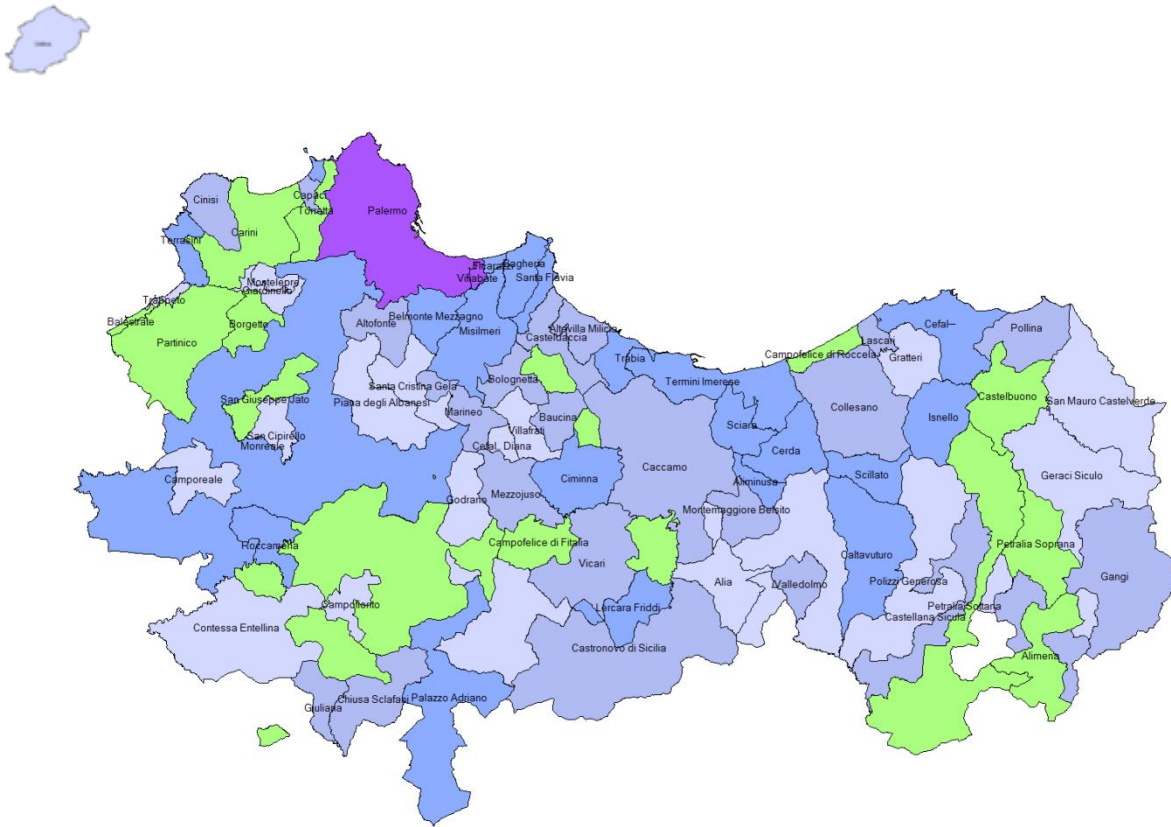 Cinisi
Capaci
Torretta
Palermo
Carini
Terrasini
Montelepre
Giardinello
Trappeto
Balestrate
Borgetto
Partinico
Ficarazzi
Villabate
Bagheria
Santa Flavia
Belmonte Mezzagno
Misilmeri
Altofonte
Altavilla Milicia
Casteldaccia
Trabia
Termini Imerese
Campofelice di Roccela
Lascari
Gratteri
Cefal
Pollina
Santa Cristina Gela
Piana degli Albanesi
Bolognetta
Marineo
Baucina
Villafrati
Cefal_ Diana
San Giuseppe Jato
San Cipirello
Monreale
Camporeale
Sciara
Cerda
Collesano
Isnello
Castelbuono
San Mauro Castelverde
Geraci Siculo
Ciminna
Caccamo
Scillato
Aliminusa
Godrano
Mezzojuso
Montemaggiore Belsito
Roccamena
Campofelice di Fitalia
Vicari
Caltavuturo
Petralia Soprana
Polizzi Generosa
Gangi
Alia
Valledolmo
Lercara Friddi
Campofiorito
Contessa Entellina
Castellana Sicula
Petralia Sottana
Castronovo di Sicilia
Alimena
Giuliana
Chiusa Sclafani
Palazzo Adriano